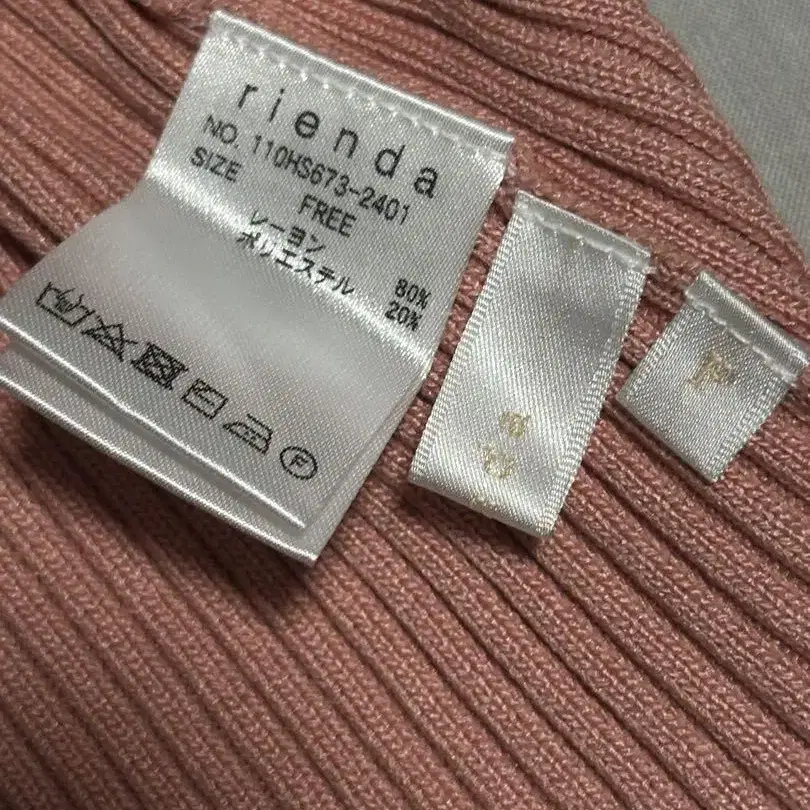 rienda
NO. 110HS673-2401
SIZE FREE
レーヨン 80%
ポリエステル 20%
F